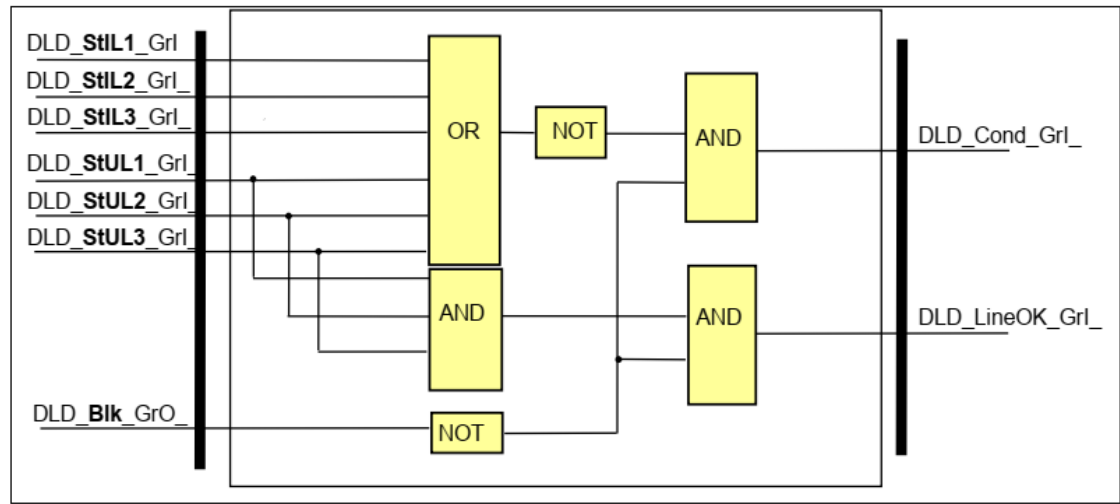 DLD_StIL1_GrI
DLD_StIL2_GrI_
DLD_StIL3_GrI_
DLD_StUL1_GrI_
DLD_StUL2_GrI_
DLD_StUL3_GrI_
DLD_Blk_GrO_
OR
NOT
AND
AND
AND
NOT
DLD_Cond_GrI_
DLD_LineOK_GrI_